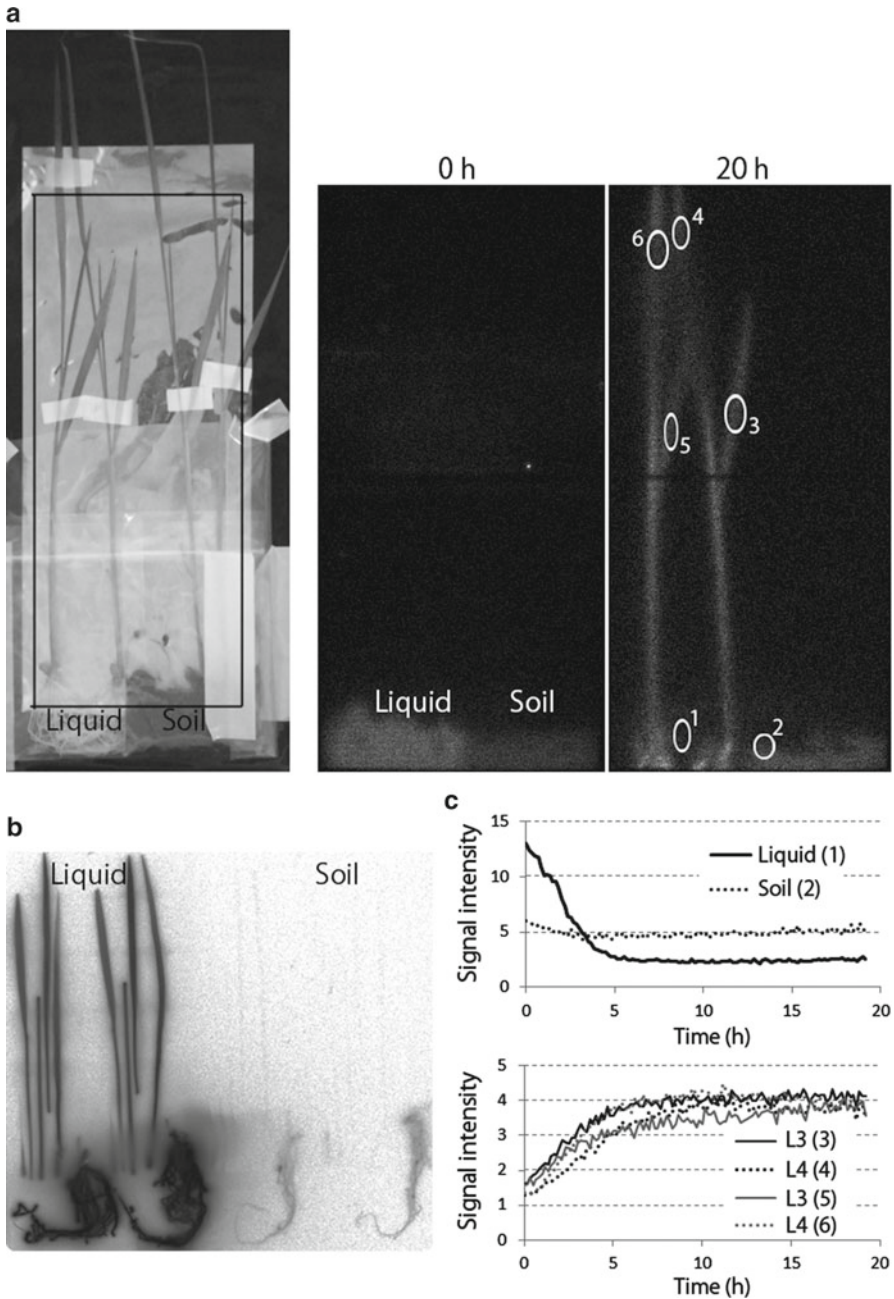 a
0 h
20 h
6
4
3
5
1
2
Liquid
Soil
Liquid
Soil
b
Liquid
Soil
c
Signal intensity
15
10
5
0
Liquid (1)
Soil (2)
0
5
10
15
20
Time (h)
Signal intensity
5
4
3
2
1
0
L3 (3)
L4 (4)
L3 (5)
L4 (6)
0
5
10
15
20
Time (h)